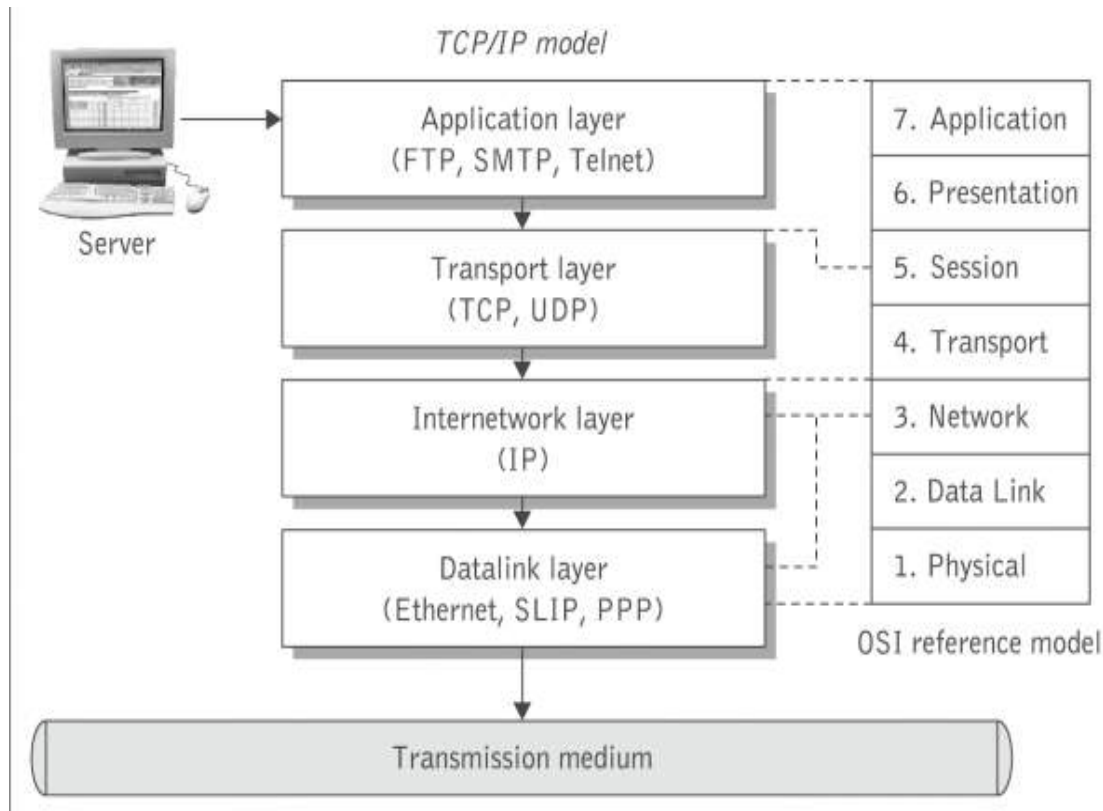 TCP/IP model
Application layer
(FTP, SMTP, Telnet)
Server
Transport layer
(TCP, UDP)
Internetwork layer
(IP)
Datalink layer
(Ethernet, SLIP, PPP)
Transmission medium
7. Application
6. Presentation
5. Session
4. Transport
3. Network
2. Data Link
1. Physical
OSI reference model